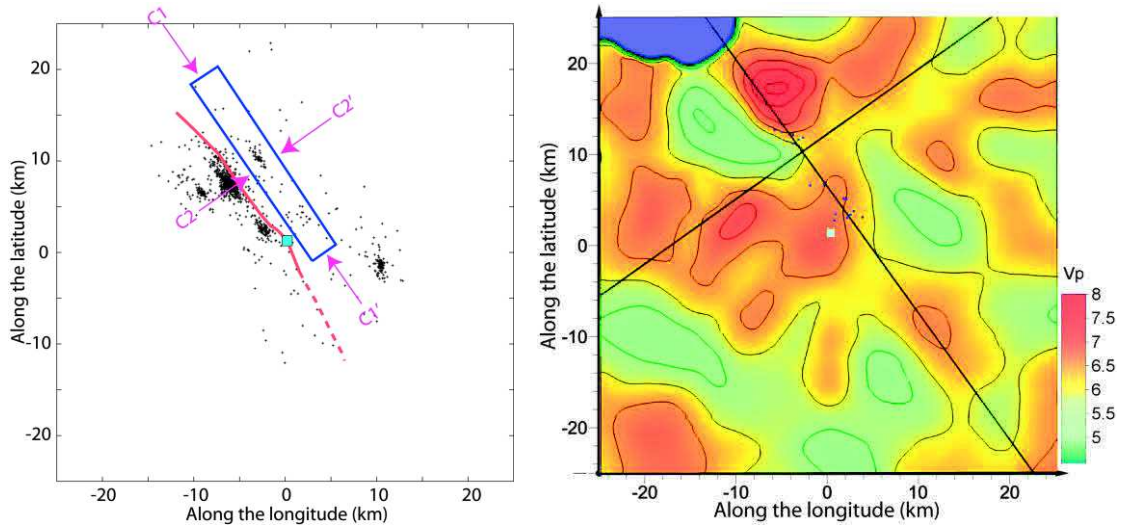 C1
C2'
C2
C1'
20
10
0
-10
-20
Along the latitude (km)
-20 -10 0 10 20
Along the longitude (km)
20
10
0
-10
-20
Along the latitude (km)
-20 -10 0 10 20
Along the longitude (km)
Vp
8
7.5
7
6.5
6
5.5
5